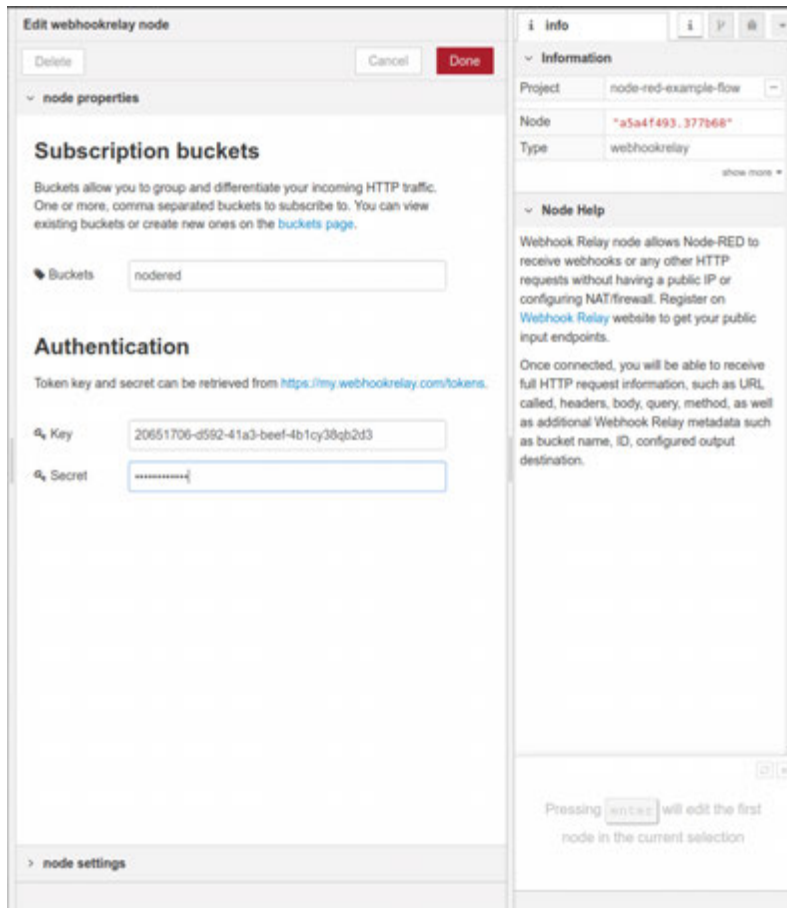 Edit webhookrelay node
Delete
Cancel
Done
node properties
Subscription buckets
Buckets allow you to group and differentiate your incoming HTTP traffic.
One or more, comma separated buckets to subscribe to. You can view
existing buckets or create new ones on the buckets page.
Buckets
nodered
Authentication
Token key and secret can be retrieved from https://my.webhookrelay.com/tokens.
Key
20651706-d592-41a3-beef-4b1cy38qb2d3
Secret
node settings
i info
i
Information
Project
node-red-example-flow
Node
"a5a4f493.377b68"
Type
webhookrelay
show more
Node Help
Webhook Relay node allows Node-RED to
receive webhooks or any other HTTP
requests without having a public IP or
configuring NAT/firewall. Register on
Webhook Relay website to get your public
input endpoints.
Once connected, you will be able to receive
full HTTP request information, such as URL
called, headers, body, query, method, as well
as additional Webhook Relay metadata such
as bucket name, ID, configured output
destination.
Pressing enter will edit the first
node in the current selection